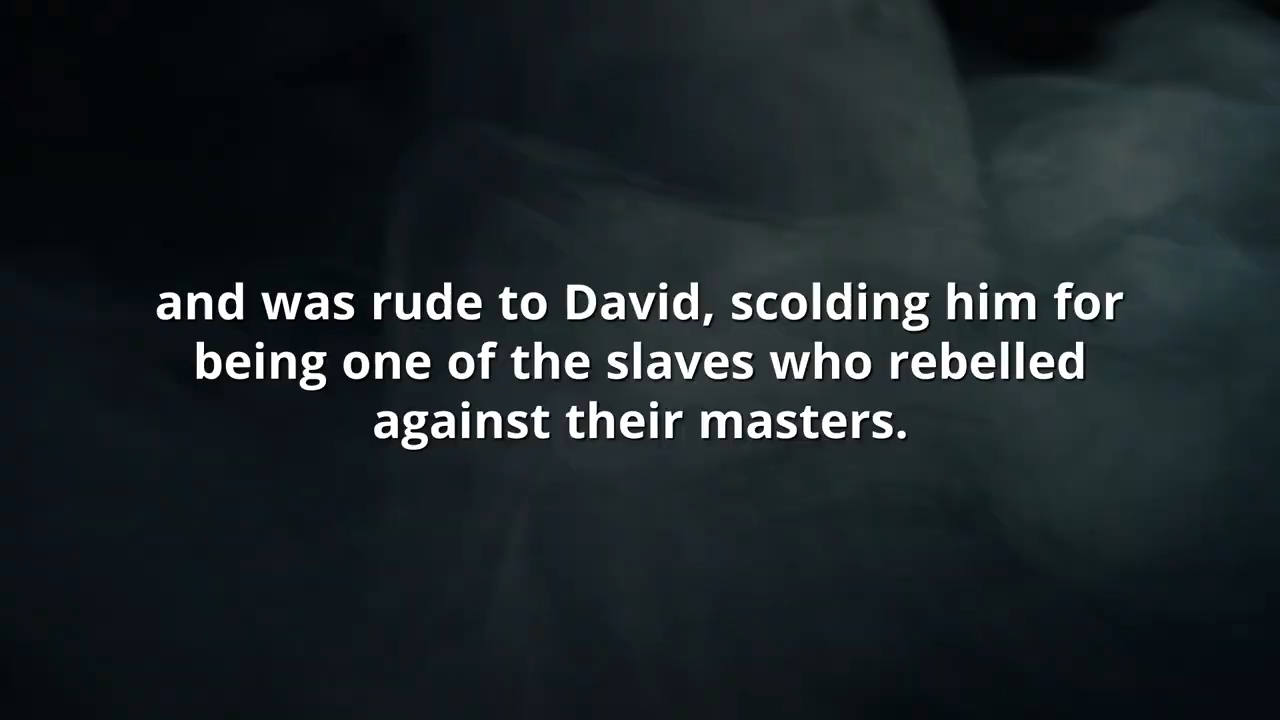 and was rude to David, scolding him for
being one of the slaves who rebelled
against their masters.